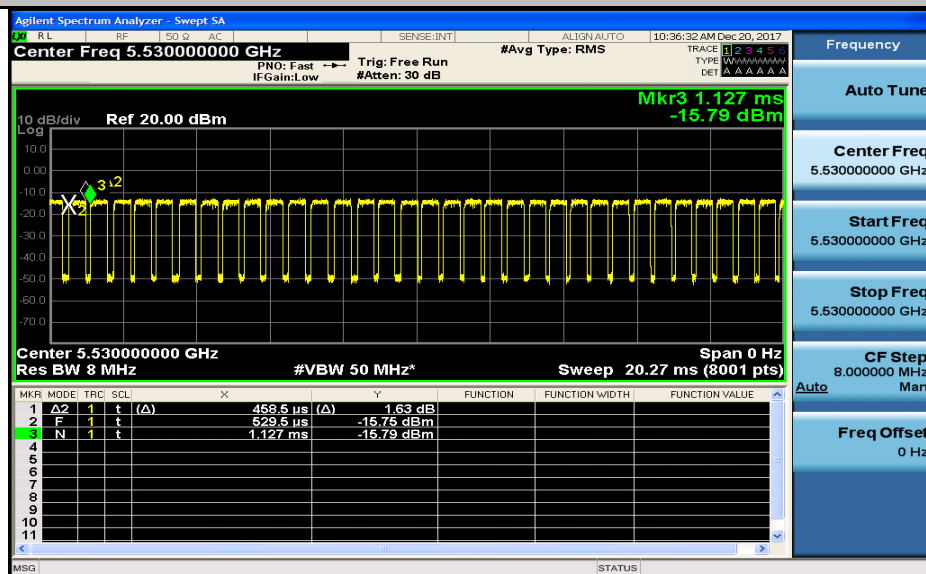 Agilent Spectrum Analyzer - Swept SA
LXI RL RF 50 Ω AC SENSE:INT ALIGN AUTO 10:36:32 AM Dec 20, 2017
Center Freq 5.530000000 GHz
#Avg Type: RMS
TRACE 1 2 3 4 5 6
TYPE WWWWWW
DET A A A A A A
PNO: Fast
IFGain:Low
Trig: Free Run
#Atten: 30 dB
Mkr3 1.127 ms
-15.79 dBm
10 dB/div Ref 20.00 dBm
Log
10.0
0.00
-10.0
-20.0
-30.0
-40.0
-50.0
-60.0
-70.0
3
2
X2
Center 5.530000000 GHz Span 0 Hz
Res BW 8 MHz #VBW 50 MHz* Sweep 20.27 ms (8001 pts)
MKR MODE TRC SCL X Y FUNCTION FUNCTION WIDTH FUNCTION VALUE
1 Δ2 1 t (Δ) 458.5 µs (Δ) 1.63 dB
2 F 1 t 529.5 µs -15.75 dBm
3 N 1 t 1.127 ms -15.79 dBm
4
5
6
7
8
9
10
11
MSG STATUS
Frequency
Auto Tune
Center Freq
5.530000000 GHz
Start Freq
5.530000000 GHz
Stop Freq
5.530000000 GHz
CF Step
8.000000 MHz
Auto Man
Freq Offset
0 Hz